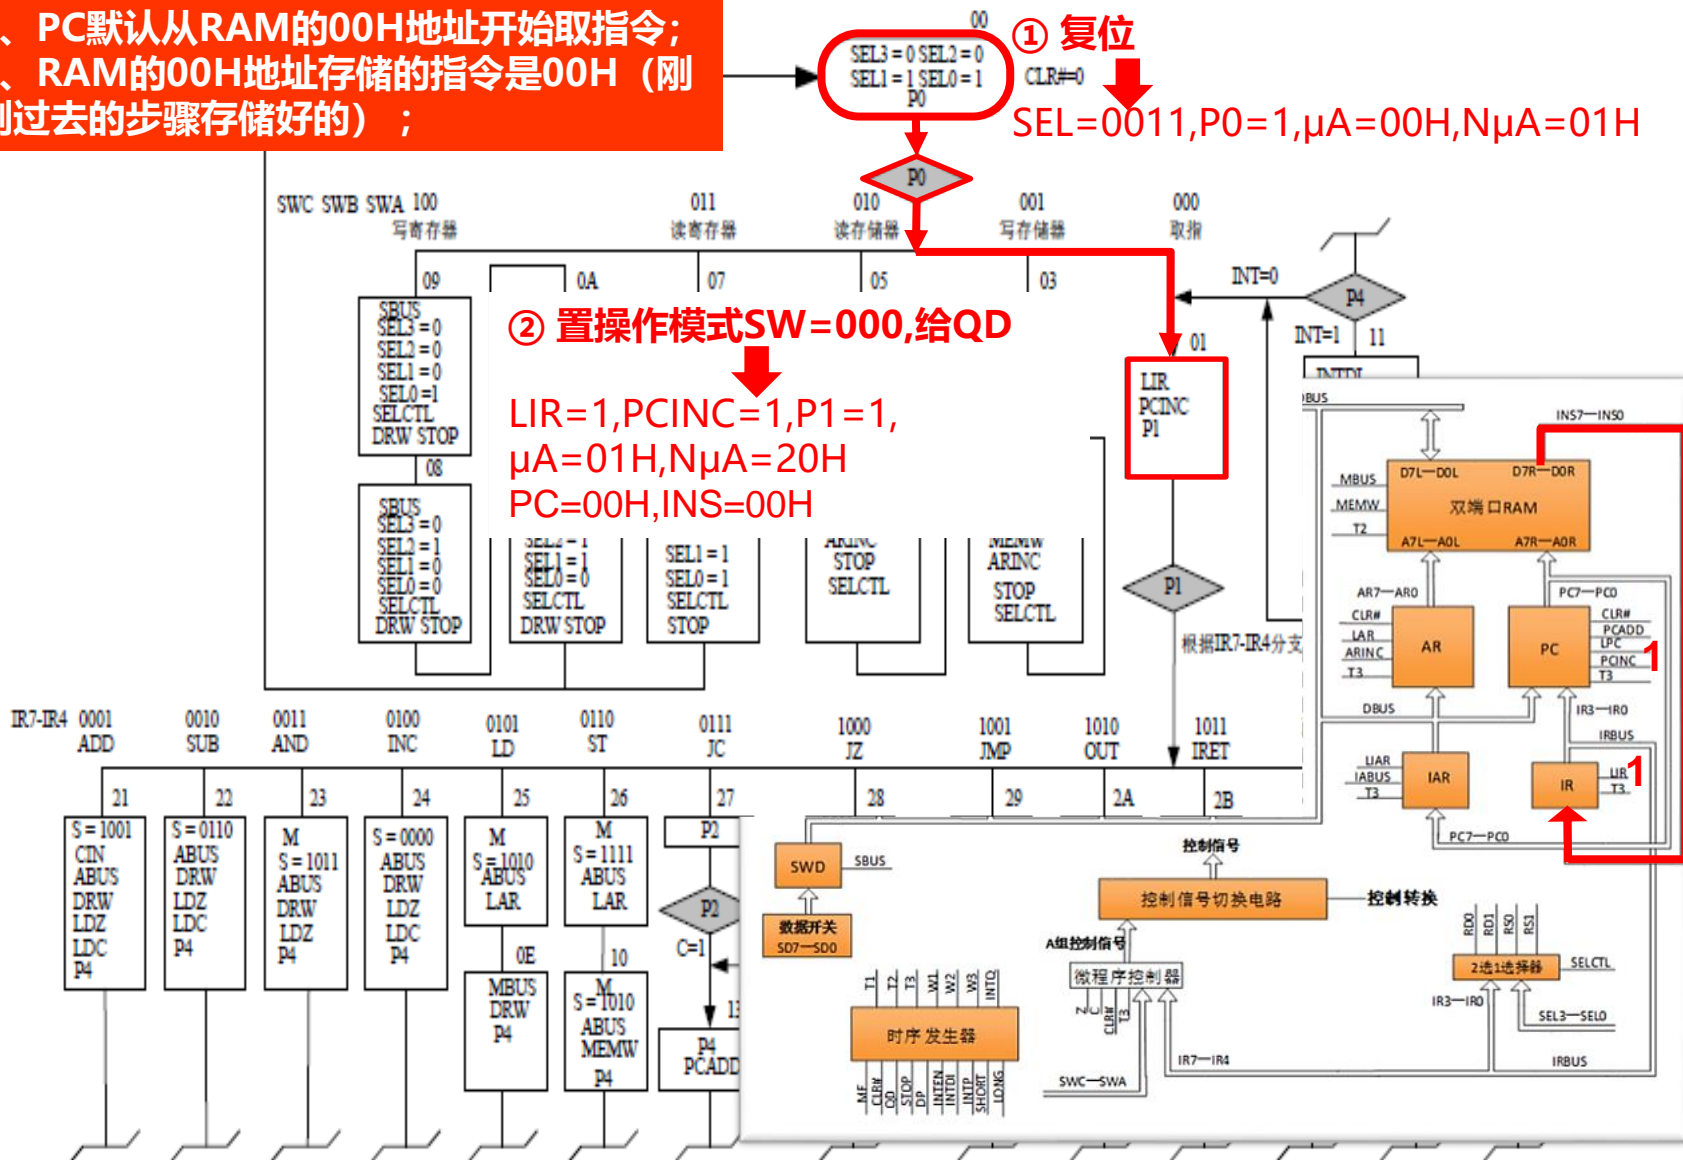 、PC默认从RAM的00H地址开始取指令；
、RAM的00H地址存储的指令是00H（刚
过去的步骤存储好的）；
00
SEL3 = 0 SEL2 = 0
SEL1 = 1 SEL0 = 1
P0
CLR#=0
① 复位
SEL=0011,P0=1,μA=00H,NμA=01H
P0
SWC SWB SWA 100
写寄存器
011
读寄存器
010
读存储器
001
写存储器
000
取指
09
0A
07
05
03
SBUS
SEL3 = 0
SEL2 = 0
SEL1 = 0
SEL0 =1
SELCTL
DRW STOP
08
SBUS
SEL3 = 0
SEL2 = 1
SEL1 = 0
SEL0 = 0
SELCTL
DRW STOP
② 置操作模式SW=000,给QD
LIR=1,PCINC=1,P1=1,
μA=01H,NμA=20H
PC=00H,INS=00H
SEL2 = 1
SEL1 = 1
SEL0 = 0
SELCTL
DRW STOP
SEL1 = 1
SEL0 = 1
SELCTL
STOP
ARINC
STOP
SELCTL
MEMW
ARINC
STOP
SELCTL
INT=0
P4
INT=1
11
INTDI
01
LIR
PCINC
P1
P1
根据IR7-IR4分支
IR7-IR4
0001
ADD
0010
SUB
0011
AND
0100
INC
0101
LD
0110
ST
0111
JC
1000
JZ
1001
JMP
1010
OUT
1011
IRET
21
22
23
24
25
26
27
28
29
2A
2B
S = 1001
CIN
ABUS
DRW
LDZ
LDC
P4
S = 0110
ABUS
DRW
LDZ
LDC
P4
M
S = 1011
ABUS
DRW
LDZ
P4
S = 0000
ABUS
DRW
LDZ
LDC
P4
M
S = 1010
ABUS
LAR
0E
MBUS
DRW
P4
M
S = 1111
ABUS
LAR
10
M
S = 1010
ABUS
MEMW
P4
P2
P2
C=1
P4
PCADD
BUS
INS7—INS0
D7L—D0L
D7R—D0R
双端口RAM
A7L—A0L
A7R—A0R
MBUS
MEMW
T2
AR7—AR0
PC7—PC0
CLR#
LAR
ARINC
T3
AR
PC
CLR#
PCADD
LPC
PCINC
T3
1
DBUS
IR3—IR0
IRBUS
LIAR
IABUS
T3
IAR
IR
LIR
T3
1
PC7—PC0
SWD
SBUS
数据开关
SD7—SD0
控制信号
控制信号切换电路
控制转换
A组控制信号
微程序控制器
Z
C
CLR#
T3
RD0
RD1
RS0
RS1
2选1选择器
SELCTL
IR3—IR0
SEL3—SEL0
T1
T2
T3
W1
W2
W3
INTQ
时序发生器
MF
CLR#
QD
STOP
DP
INTEN
INTDI
INTP
SHORT
LONG
SWC—SWA
IR7—IR4
IRBUS